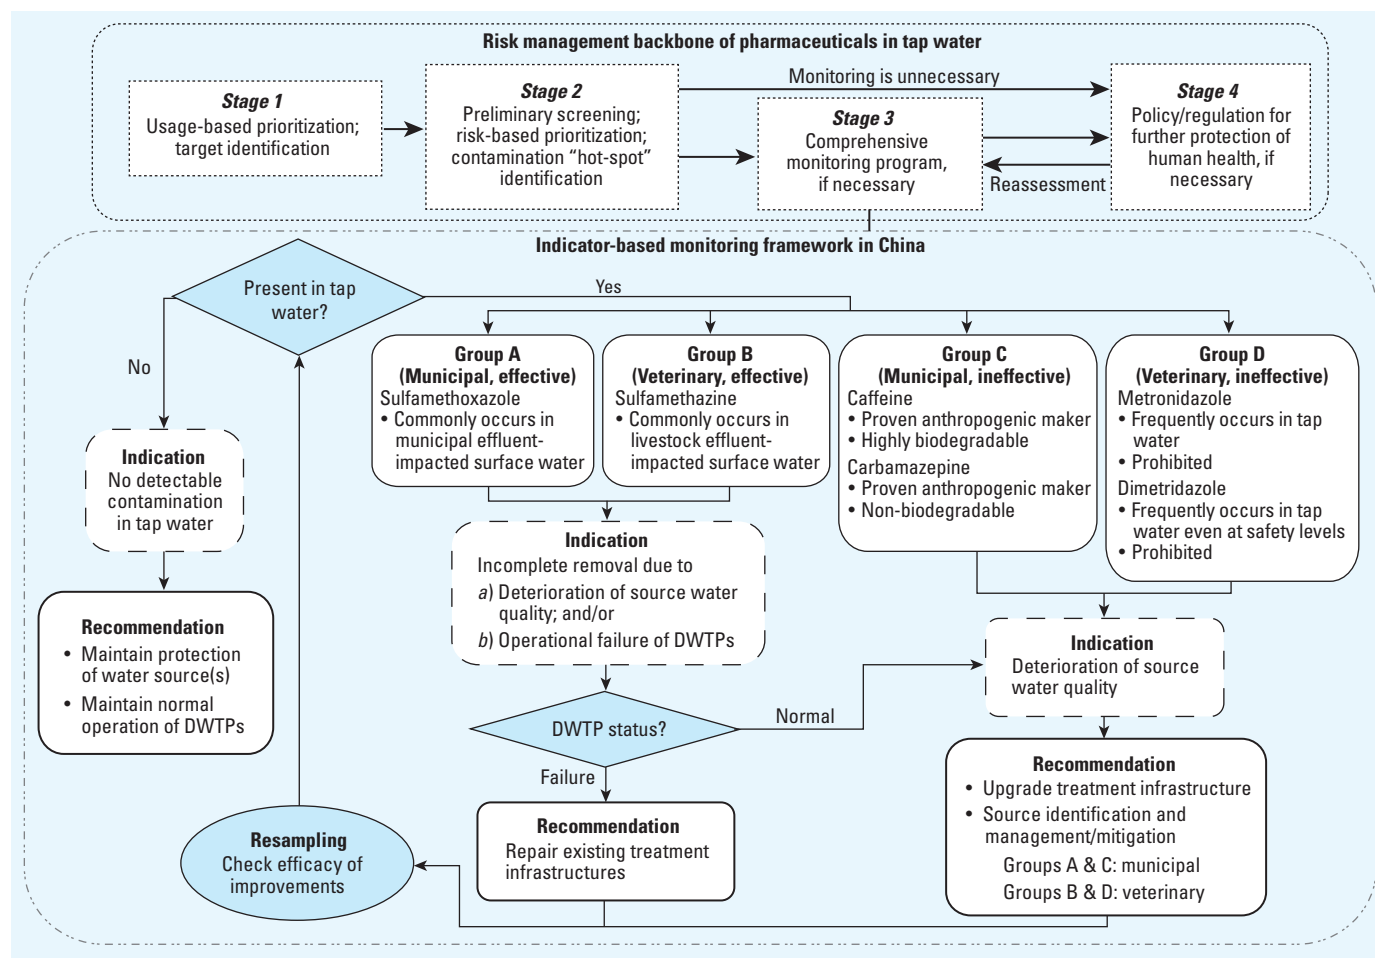 Risk management backbone of pharmaceuticals in tap water
Stage 1
Usage-based prioritization;
target identification
Stage 2
Preliminary screening;
risk-based prioritization;
contamination “hot-spot”
identification
Monitoring is unnecessary
Stage 3
Comprehensive
monitoring program,
if necessary
Reassessment
Stage 4
Policy/regulation for
further protection of
human health, if
necessary
Indicator-based monitoring framework in China
Present in tap
water?
Yes
No
Group A
(Municipal, effective)
Sulfamethoxazole
• Commonly occurs in
municipal effluent-
impacted surface water
Group B
(Veterinary, effective)
Sulfamethazine
• Commonly occurs in
livestock effluent-
impacted surface water
Group C
(Municipal, ineffective)
Caffeine
• Proven anthropogenic maker
• Highly biodegradable
Carbamazepine
• Proven anthropogenic maker
• Non-biodegradable
Group D
(Veterinary, ineffective)
Metronidazole
• Frequently occurs in tap
water
• Prohibited
Dimetridazole
• Frequently occurs in tap
water even at safety levels
• Prohibited
Indication
No detectable
contamination
in tap water
Recommendation
• Maintain protection
of water source(s)
• Maintain normal
operation of DWTPs
Indication
Incomplete removal due to
a) Deterioration of source water
quality; and/or
b) Operational failure of DWTPs
DWTP status?
Normal
Failure
Indication
Deterioration of source
water quality
Recommendation
• Upgrade treatment infrastructure
• Source identification and
management/mitigation
Groups A & C: municipal
Groups B & D: veterinary
Recommendation
Repair existing treatment
infrastructures
Resampling
Check efficacy of
improvements